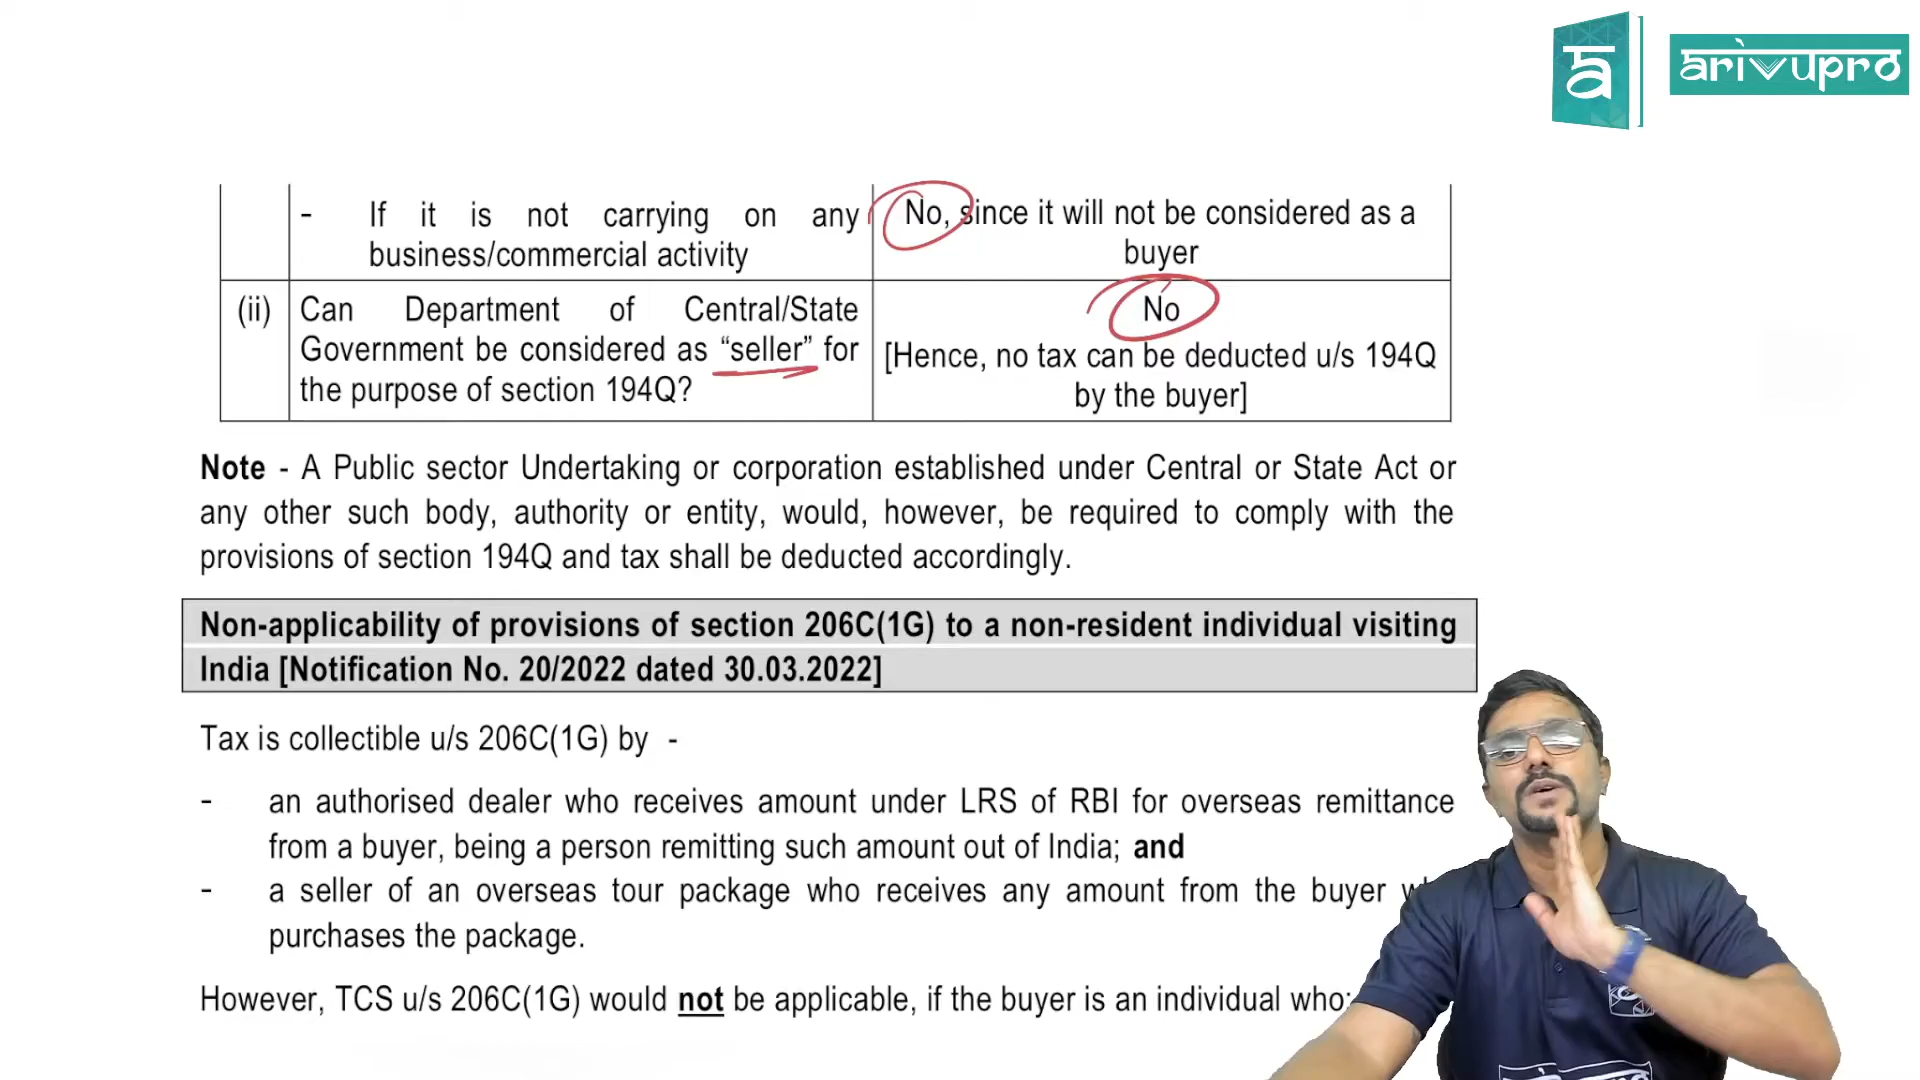 a
arivupro
- If it is not carrying on any No, since it will not be considered as a
business/commercial activity buyer
(ii) Can Department of Central/State No
Government be considered as “seller” for [Hence, no tax can be deducted u/s 194Q
the purpose of section 194Q? by the buyer]
Note - A Public sector Undertaking or corporation established under Central or State Act or
any other such body, authority or entity, would, however, be required to comply with the
provisions of section 194Q and tax shall be deducted accordingly.
Non-applicability of provisions of section 206C(1G) to a non-resident individual visiting
India [Notification No. 20/2022 dated 30.03.2022]
Tax is collectible u/s 206C(1G) by -
- an authorised dealer who receives amount under LRS of RBI for overseas remittance
from a buyer, being a person remitting such amount out of India; and
- a seller of an overseas tour package who receives any amount from the buyer
purchases the package.
However, TCS u/s 206C(1G) would not be applicable, if the buyer is an individual who: